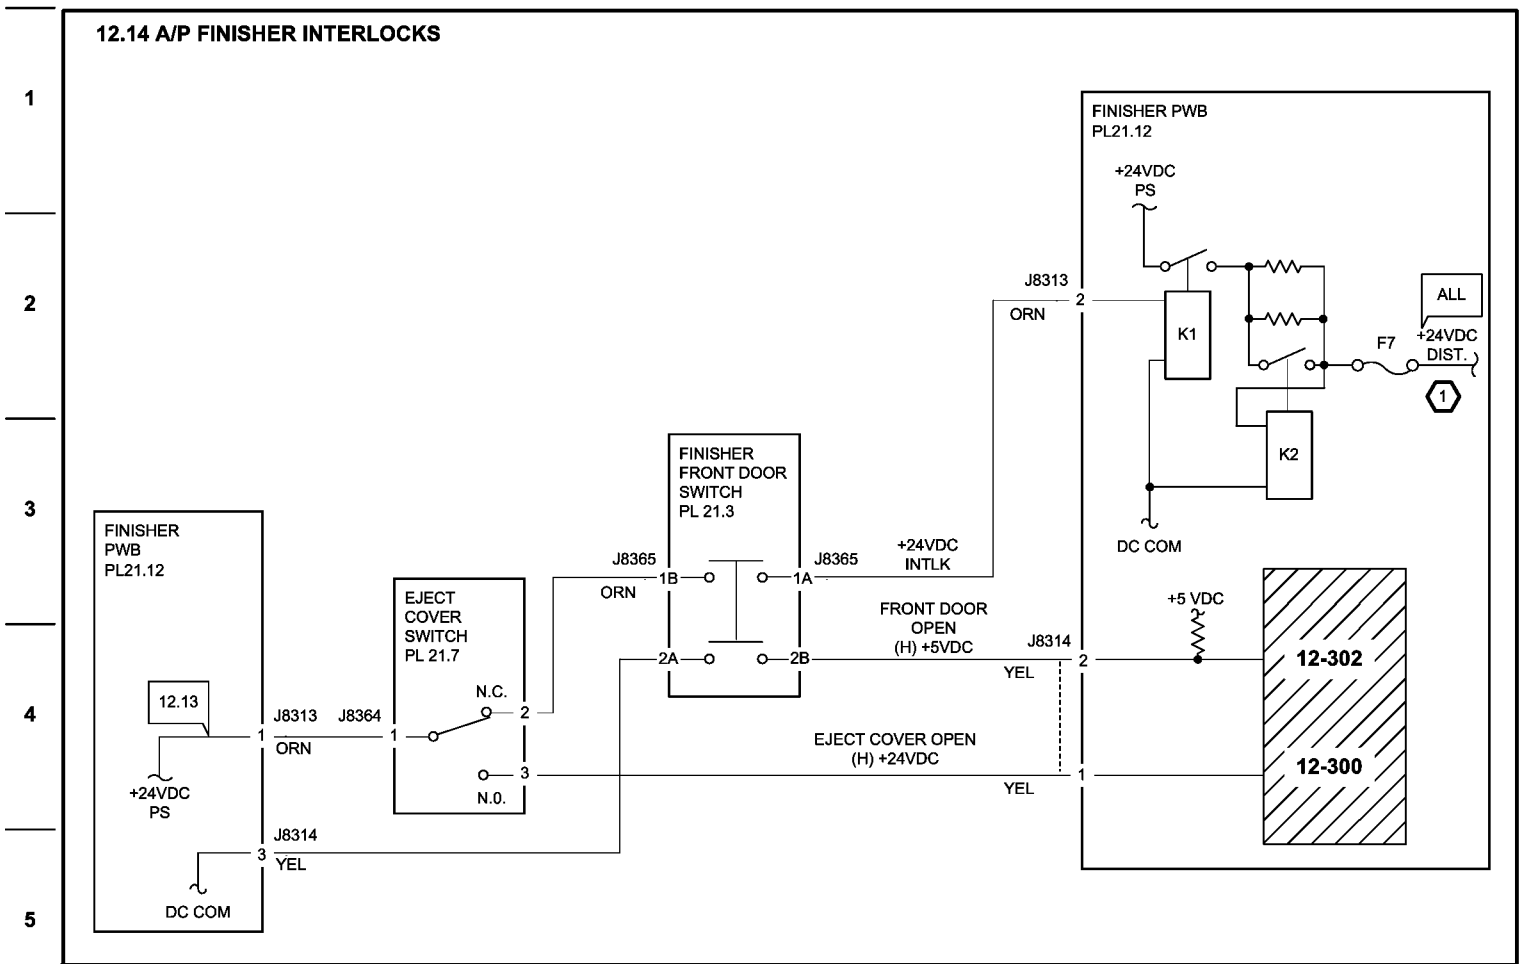 12.14 A/P FINISHER INTERLOCKS
1
2
3
4
5
FINISHER
PWB
PL21.12
12.13
+24VDC
PS
DC COM
1
J8313
ORN
3
J8314
YEL
J8364
1
EJECT
COVER
SWITCH
PL 21.7
N.C.
2
3
N.0.
J8365
1B
ORN
2A
FINISHER
FRONT DOOR
SWITCH
PL 21.3
J8365
1A
2B
+24VDC
INTLK
FRONT DOOR
OPEN
(H) +5VDC
YEL
EJECT COVER OPEN
(H) +24VDC
YEL
J8313
2
ORN
J8314
2
1
FINISHER PWB
PL21.12
+24VDC
PS
K1
K2
DC COM
F7
ALL
+24VDC
DIST.
1
+5 VDC
12-302
12-300